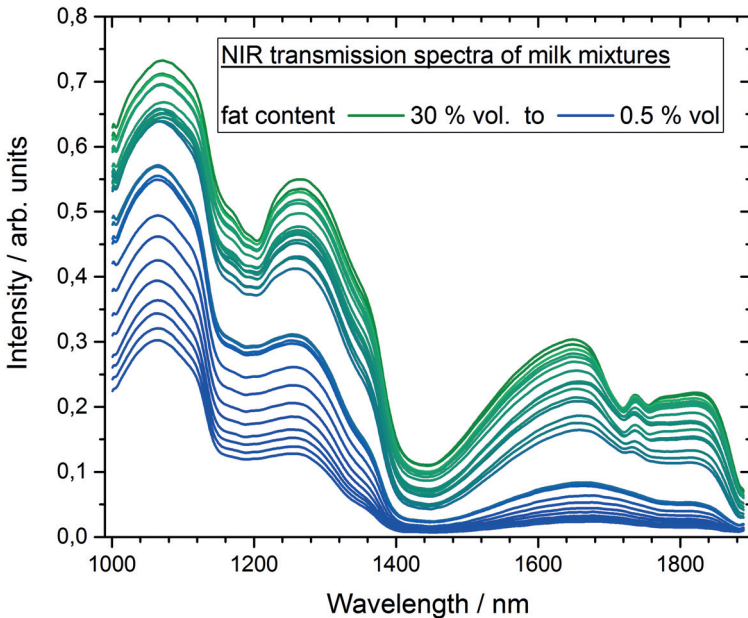 0,8
0,7
0,6
0,5
0,4
0,3
0,2
0,1
0,0
Intensity / arb. units
NIR transmission spectra of milk mixtures
fat content 30 % vol. to 0.5 % vol
1000 1200 1400 1600 1800
Wavelength / nm